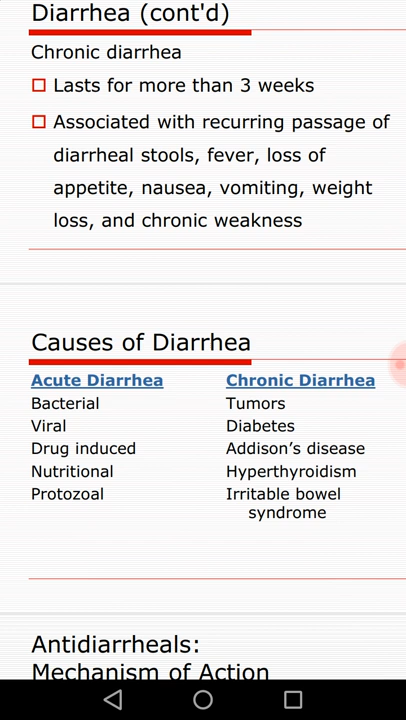 Diarrhea (cont'd)
Chronic diarrhea
Lasts for more than 3 weeks
Associated with recurring passage of
diarrheal stools, fever, loss of
appetite, nausea, vomiting, weight
loss, and chronic weakness
Causes of Diarrhea
Acute Diarrhea
Bacterial
Viral
Drug induced
Nutritional
Protozoal
Chronic Diarrhea
Tumors
Diabetes
Addison’s disease
Hyperthyroidism
Irritable bowel
syndrome
Antidiarrheals:
Mechanism of Action